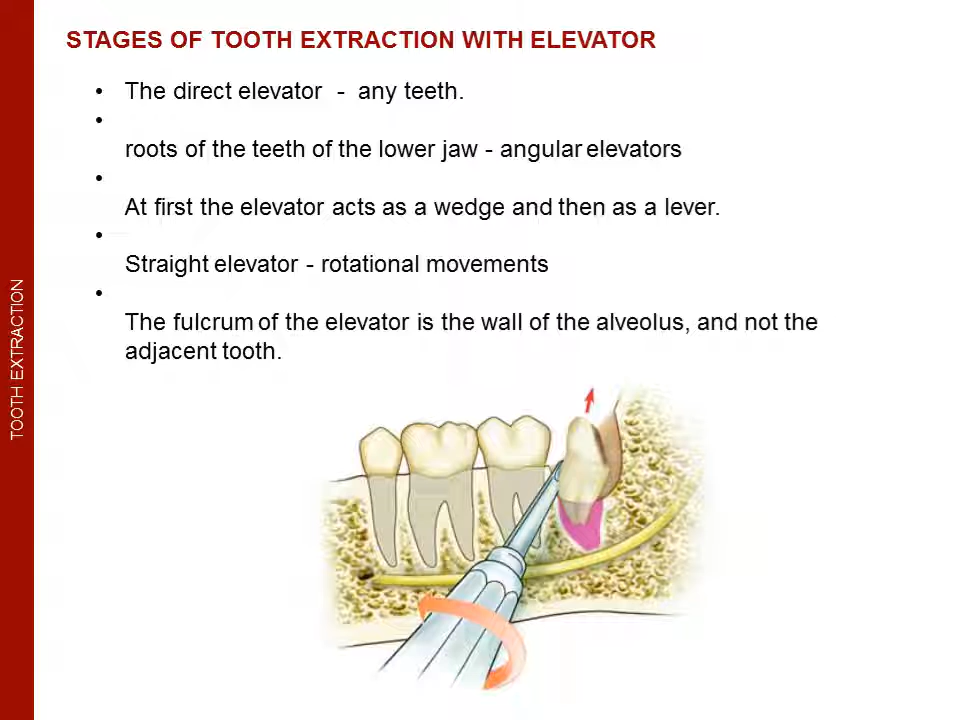 STAGES OF TOOTH EXTRACTION WITH ELEVATOR
• The direct elevator - any teeth.
•
roots of the teeth of the lower jaw - angular elevators
•
At first the elevator acts as a wedge and then as a lever.
•
Straight elevator - rotational movements
•
The fulcrum of the elevator is the wall of the alveolus, and not the
adjacent tooth.
TOOTH EXTRACTION